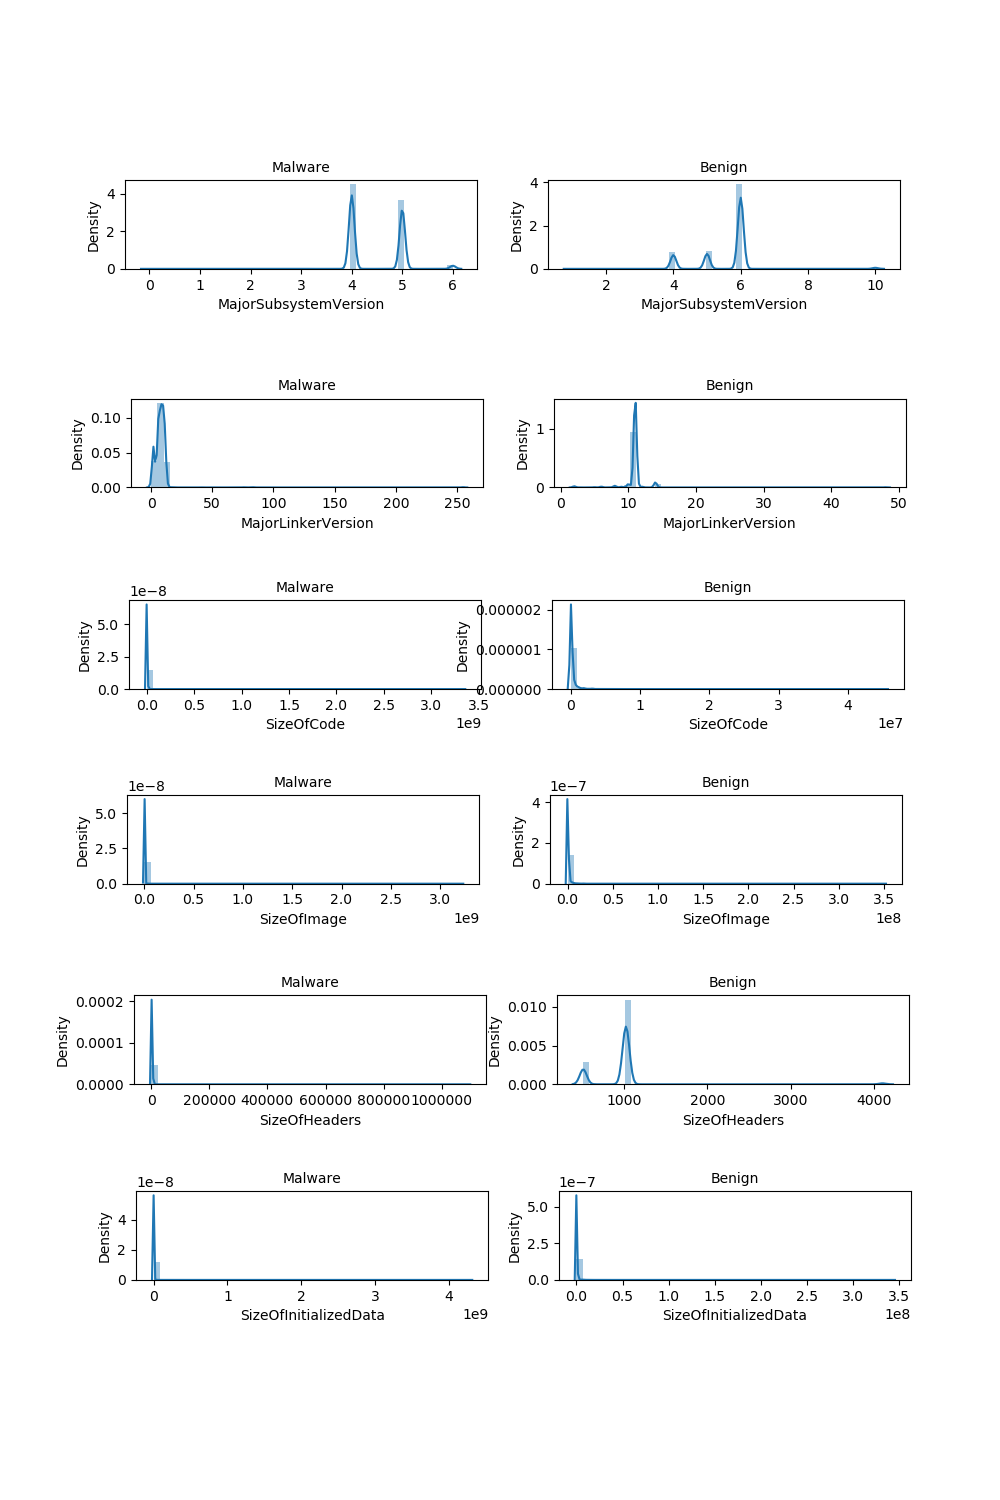 Malware Benign
4 4
Density Density
2 2
0 0
0 1 2 3 4 5 6 2 4 6 8 10
MajorSubsystemVersion MajorSubsystemVersion
Malware Benign
0.10
Density 0.05 Density 1
0.00 0
0 50 100 150 200 250 0 10 20 30 40 50
MajorLinkerVersion MajorLinkerVersion
1e−8 Malware Benign
5.0 0.000002
Density 2.5 Density 0.000001
0.0 0.000000
0.0 0.5 1.0 1.5 2.0 2.5 3.0 3.5 0 1 2 3 4
SizeOfCode 1e9 SizeOfCode 1e7
1e−8 Malware 1e−7 Benign
5.0 4
Density 2.5 Density 2
0.0 0
0.0 0.5 1.0 1.5 2.0 2.5 3.0 0.0 0.5 1.0 1.5 2.0 2.5 3.0 3.5
SizeOfImage 1e9 SizeOfImage 1e8
Malware Benign
0.0002 0.010
Density 0.0001 Density 0.005
0.0000 0.000
0 200000 400000 600000 800000 1000000 1000 2000 3000 4000
SizeOfHeaders SizeOfHeaders
1e−8 Malware 1e−7 Benign
4 5.0
Density 2 Density 2.5
0 0.0
0 1 2 3 4 0.0 0.5 1.0 1.5 2.0 2.5 3.0 3.5
SizeOfInitializedData 1e9 SizeOfInitializedData 1e8